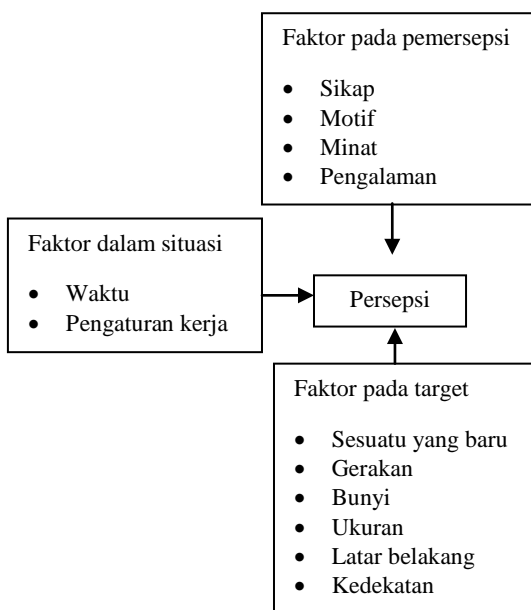 Faktor pada pemersepsi
• Sikap
• Motif
• Minat
• Pengalaman
Faktor dalam situasi
• Waktu
• Pengaturan kerja
Persepsi
Faktor pada target
• Sesuatu yang baru
• Gerakan
• Bunyi
• Ukuran
• Latar belakang
• Kedekatan